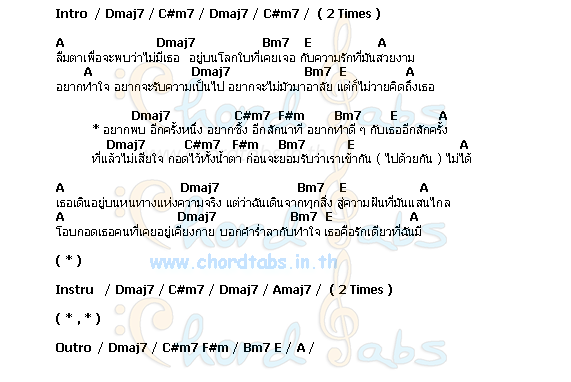 Intro / Dmaj7 / C#m7 / Dmaj7 / C#m7 / ( 2 Times )
A Dmaj7 Bm7 E A
ลืมตาเพื่อจะพบว่าไม่มีเธอ อยู่บนโลกใบที่เคยเจอ กับความรักที่มันสวยงาม
A Dmaj7 Bm7 E A
อยากทำใจ อยากจะรับความเป็นไป อยากจะไม่มัวมาอาลัย แต่ก็ไม่วายคิดถึงเธอ
Dmaj7 C#m7 F#m Bm7 E A
* อยากพบ อีกครั้งหนึ่ง อยากซึ้ง อีกสักนาที อยากทำดี ๆ กับเธออีกสักครั้ง
Dmaj7 C#m7 F#m Bm7 E A
ที่แล้วไม่เสียใจ กอดไว้ทั้งน้ำตา ก่อนจะยอมรับว่าเราเข้ากัน ( ไปด้วยกัน ) ไม่ได้
A Dmaj7 Bm7 E A
เธอเดินอยู่บนหนทางแห่งความจริง แต่ว่าฉันเดินจากทุกสิ่ง สู่ความฝันที่มันแสนไกล
A Dmaj7 Bm7 E A
โอบกอดเธอคนที่เคยอยู่เคียงกาย บอกคำร่ำลากับทำใจ เธอคือรักเดียวที่ฉันมี
( * )
www.chordtabs.in.th
Instru / Dmaj7 / C#m7 / Dmaj7 / Amaj7 / ( 2 Times )
( * , * )
Outro / Dmaj7 / C#m7 F#m / Bm7 E / A /